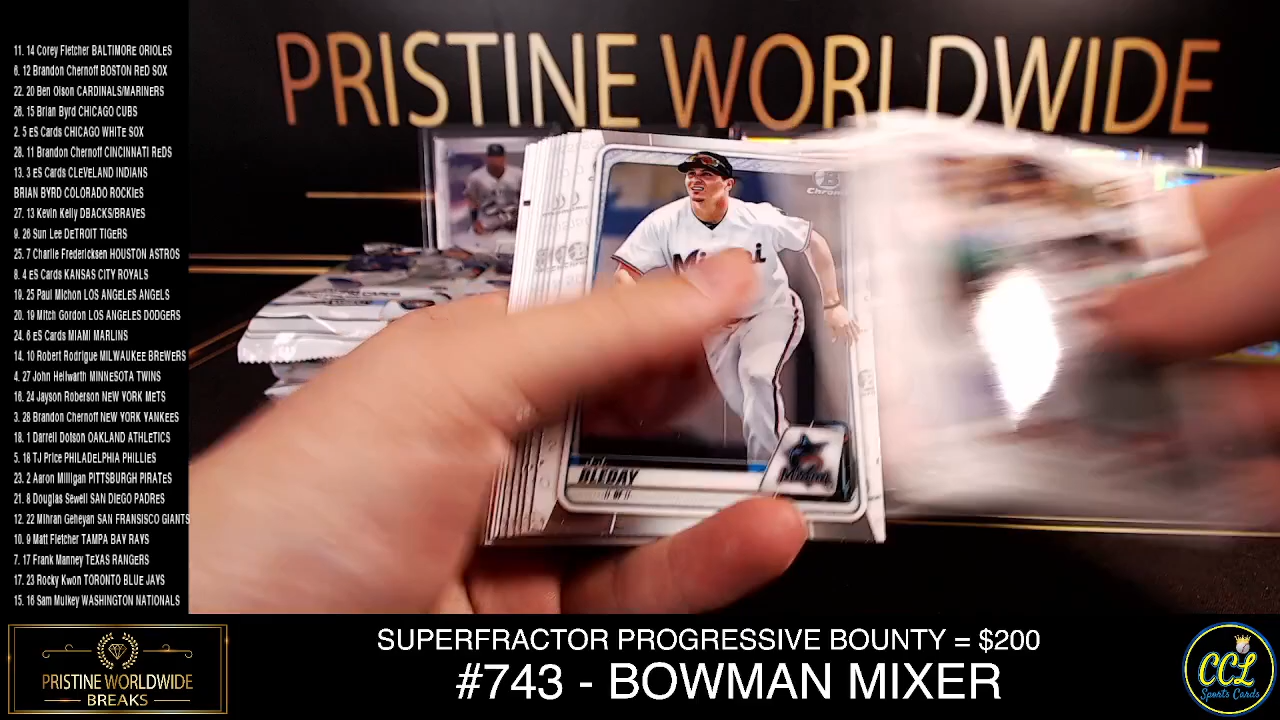 11. 14 Corey Fletcher BALTIMORE ORIOLES
6. 12 Brandon Chernoff BOSTON RED SOX
22. 20 Ben Olson CARDINALS/MARINERS
26. 15 Brian Byrd CHICAGO CUBS
2. 5 eS Cards CHICAGO WHITE SOX
28. 11 Brandon Chernoff CINCINNATI ReDS
13. 3 eS Cards CLeVeLAND INDIANS
BRIAN BYRD COLORADO ROCKIeS
27. 13 Kevin Kelly DBACKS/BRAVeS
9. 26 Sun Lee DeTROIT TIGeRS
25. 7 Charlie Fredericksen HOUSTON ASTROS
8. 4 eS Cards KANSAS CITY ROYALS
19. 25 Paul Michon LOS ANGeLeS ANGeLS
20. 19 Mitch Gordon LOS ANGeLeS DODGeRS
24. 6 eS Cards MIAMI MARLINS
14. 10 Robert Rodrigue MILWAUKee BReWeRS
4. 27 John Hellwarth MINNeSOTA TWINS
16. 24 Jayson Roberson NeW YORK MeTS
3. 28 Brandon Chernoff NeW YORK YANKeeS
18. 1 Darrell Dotson OAKLAND ATHLeTICS
5. 18 TJ Price PHILADeLPHIA PHILLIeS
23. 2 Aaron Milligan PITTSBURGH PIRATeS
21. 8 Douglas Sewell SAN DIEGO PADReS
12. 22 Mihran Geheyan SAN FRANSISCO GIANTS
10. 9 Matt Fletcher TAMPA BAY RAYS
7. 17 Frank Manney TeXAS RANGeRS
17. 23 Rocky Kwon TORONTO BLUe JAYS
15. 16 Sam Mulkey WASHINGTON NATIONALS
PRISTINE WORLDWIDE
Chrome
BLEDAY
OF
Miami
PRISTINE WORLDWIDE
BREAKS
SUPERFRACTOR PROGRESSIVE BOUNTY = $200
#743 - BOWMAN MIXER
CCL
Sports Cards